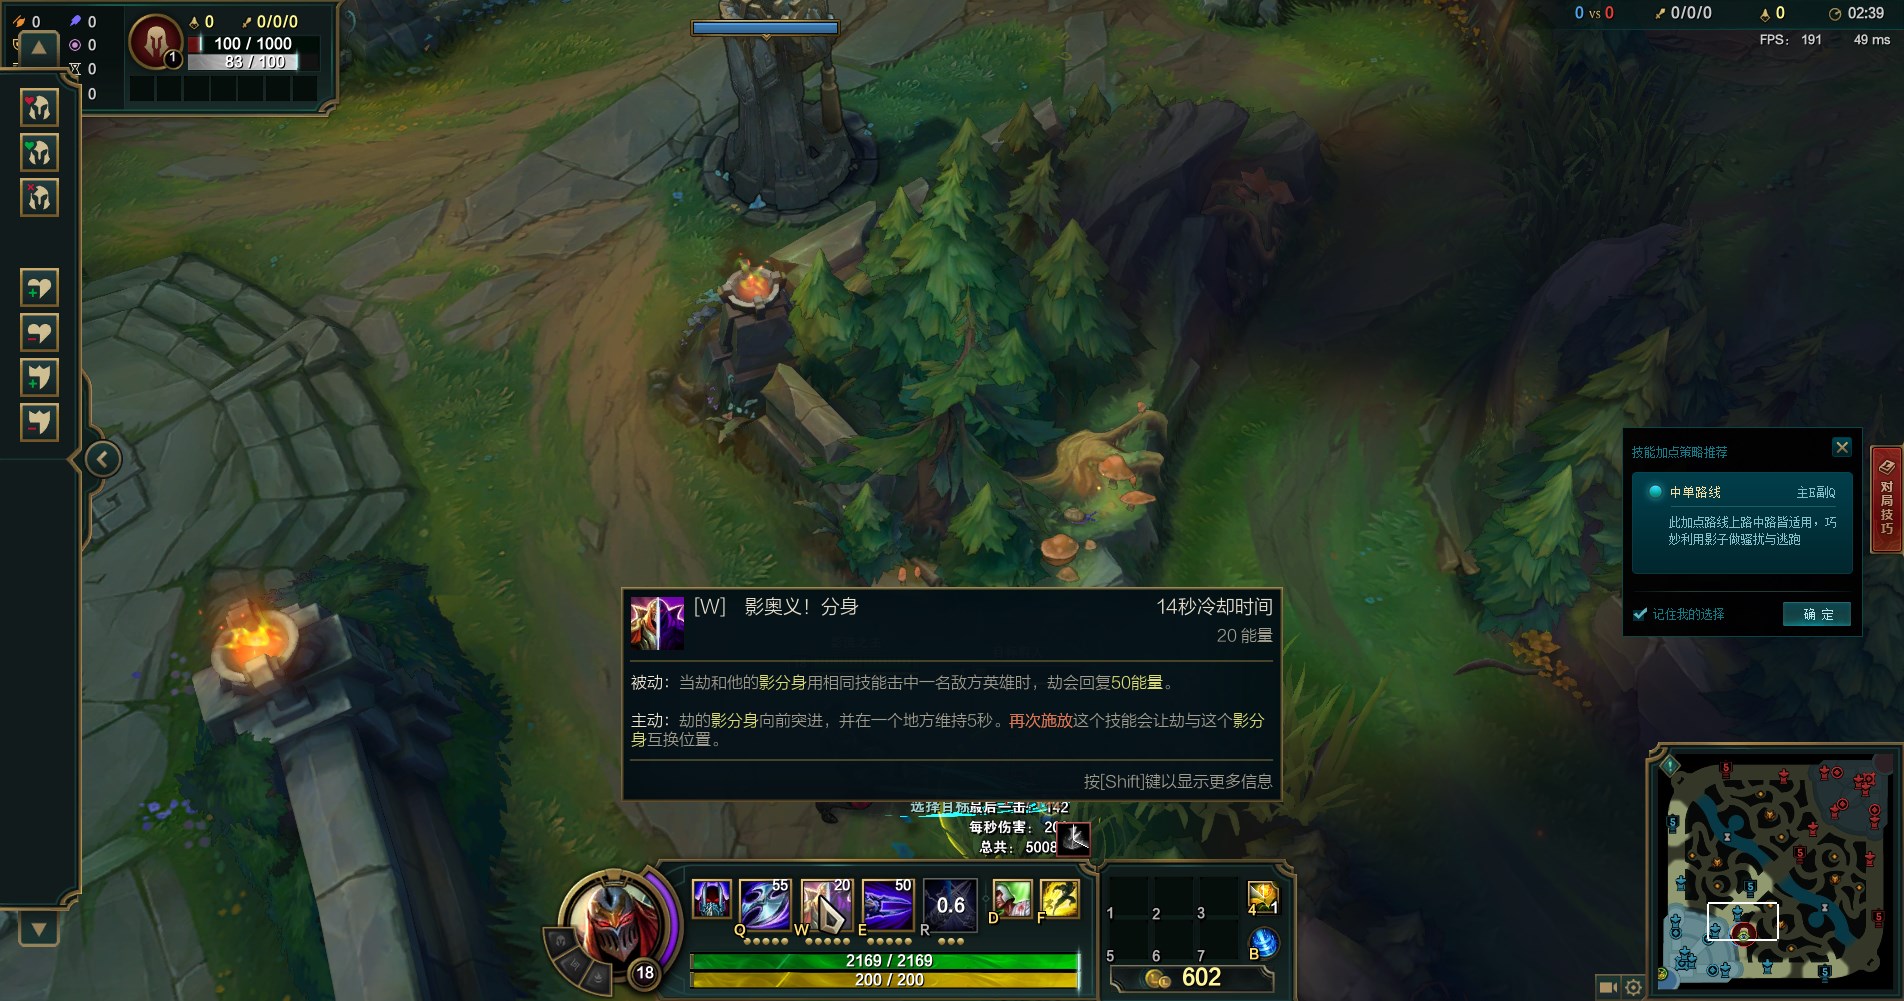 0
0
0
0/0/0
0
100 / 1000
1
83 / 100
0
0
0 vs 0
0/0/0
0
02:39
FPS: 191
49 ms
技能加点策略推荐
中单路线
主E副Q
此加点路线上路中路皆适用，巧
妙利用影子做骚扰与逃跑
记住我的选择
确 定
对局技巧
[W] 影奥义！分身
14秒冷却时间
20 能量
被动：当劫和他的影分身用相同技能击中一名敌方英雄时，劫会回复50能量。
主动：劫的影分身向前突进，并在一个地方维持5秒。再次施放这个技能会让劫与这个影分
身互换位置。
按[Shift]键以显示更多信息
选择目标
每秒伤害：
总共： 5008
55
20
50
0.6
Q
W
E
R
D
F
18
2169 / 2169
200 / 200
1
2
3
4
1
5
6
7
B
602